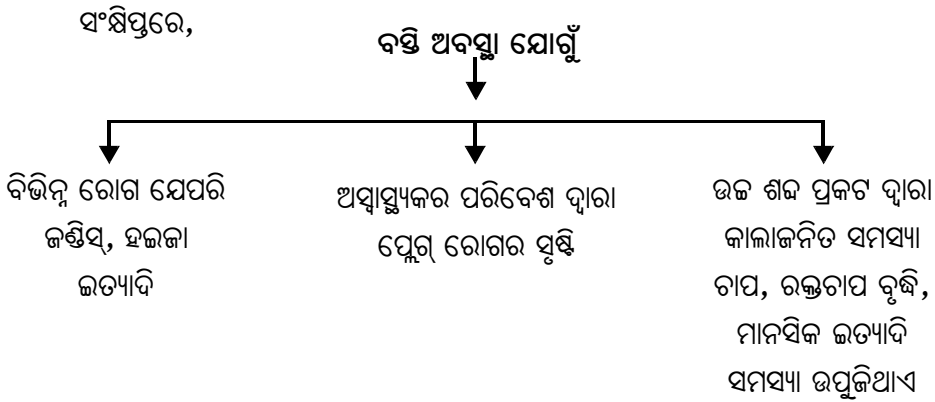 ସଂକ୍ଷିପ୍ତରେ,
ବସ୍ତି ଅବସ୍ଥା ଯୋଗୁଁ
ବିଭିନ୍ନ ରୋଗ ଯେପରି
ଜଣ୍ଡିସ୍, ହଇଜା
ଇତ୍ୟାଦି
ଅସ୍ୱାସ୍ଥ୍ୟକର ପରିବେଶ ଦ୍ୱାରା
ପ୍ଲେଗ୍ ରୋଗର ସୃଷ୍ଟି
ଉଚ୍ଚ ଶବ୍ଦ ପ୍ରକଟ ଦ୍ୱାରା
କାଲାଜନିତ ସମସ୍ୟା
ଚାପ, ରକ୍ତଚାପ ବୃଦ୍ଧି,
ମାନସିକ ଇତ୍ୟାଦି
ସମସ୍ୟା ଉପୁଜିଥାଏ